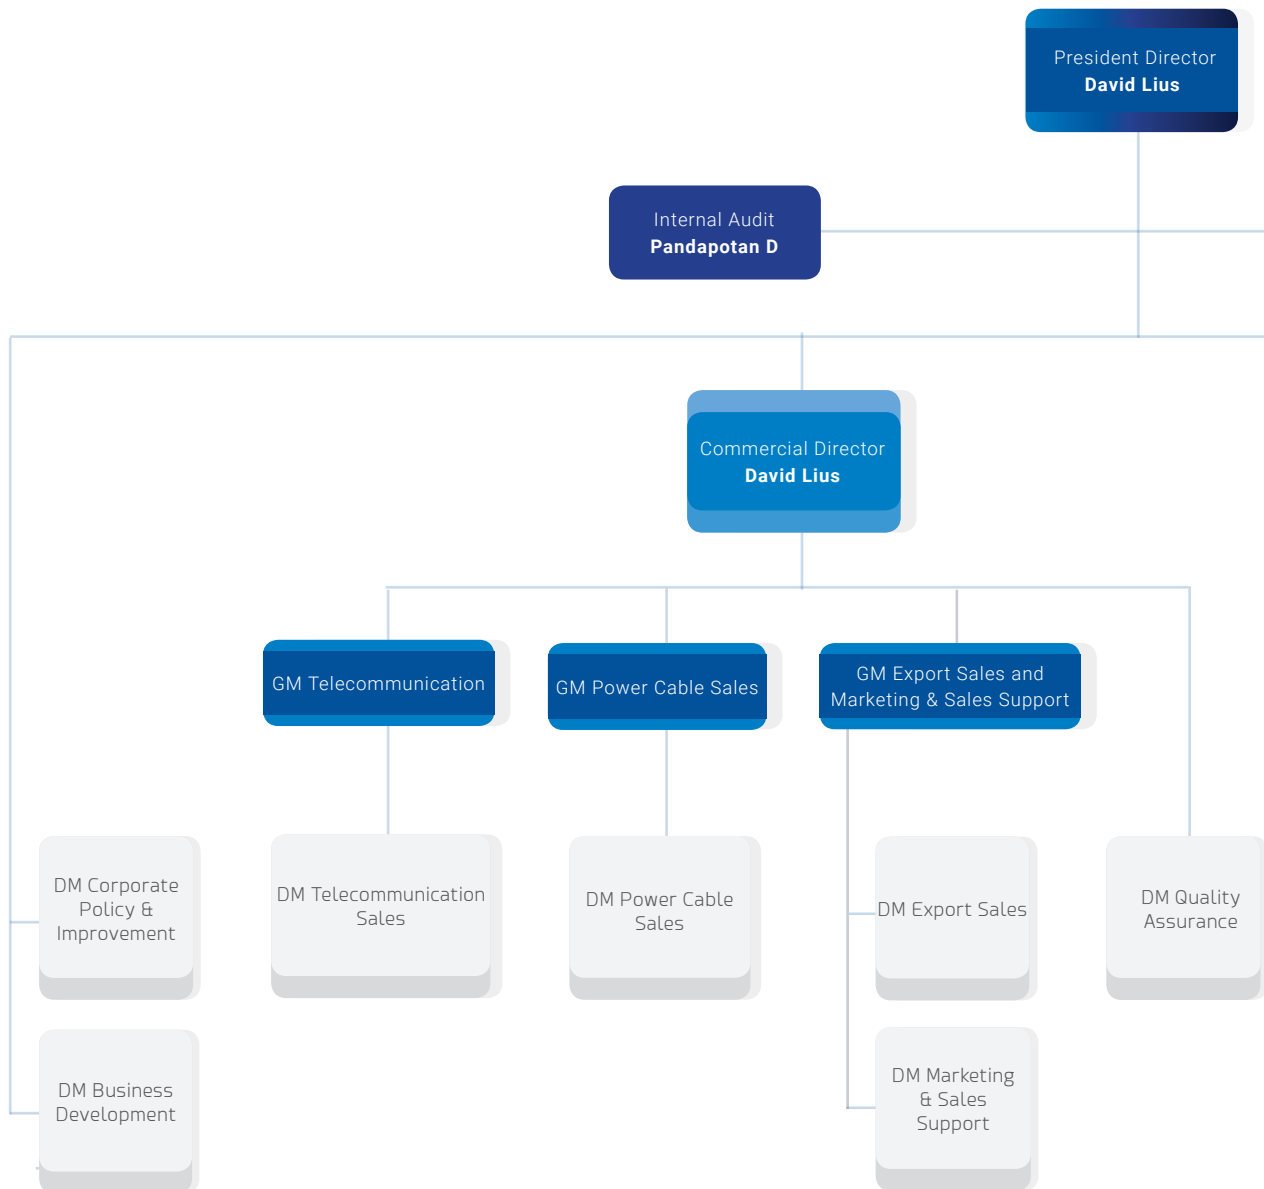 President Director
David Lius
Internal Audit
Pandapotan D
Commercial Director
David Lius
GM Telecommunication
GM Power Cable Sales
GM Export Sales and
Marketing & Sales Support
DM Corporate
Policy &
Improvement
DM Telecommunication
Sales
DM Power Cable
Sales
DM Export Sales
DM Quality
Assurance
DM Business
Development
DM Marketing
& Sales
Support